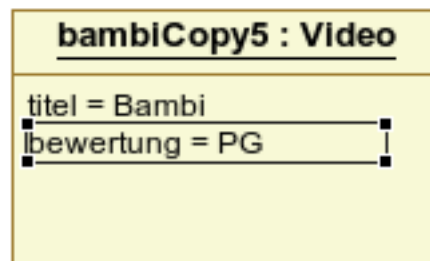 bambiCopy5 : Video
titel = Bambi
bewertung = PG